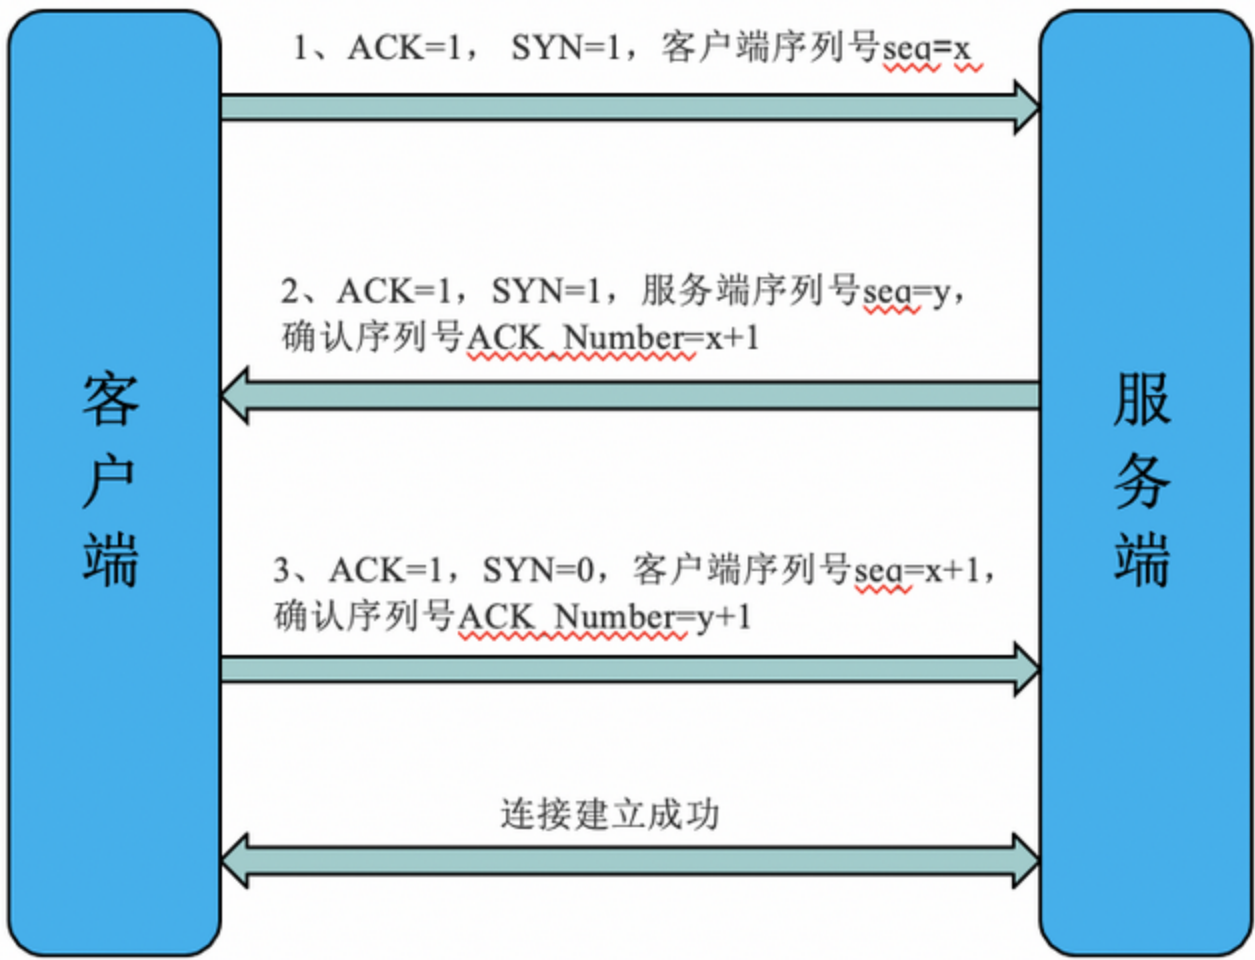 1、ACK=1， SYN=1，客户端序列号seq=x
2、ACK=1，SYN=1，服务端序列号seq=y，
确认序列号ACK_Number=x+1
客户端
服务端
3、ACK=1，SYN=0，客户端序列号seq=x+1，
确认序列号ACK_Number=y+1
连接建立成功